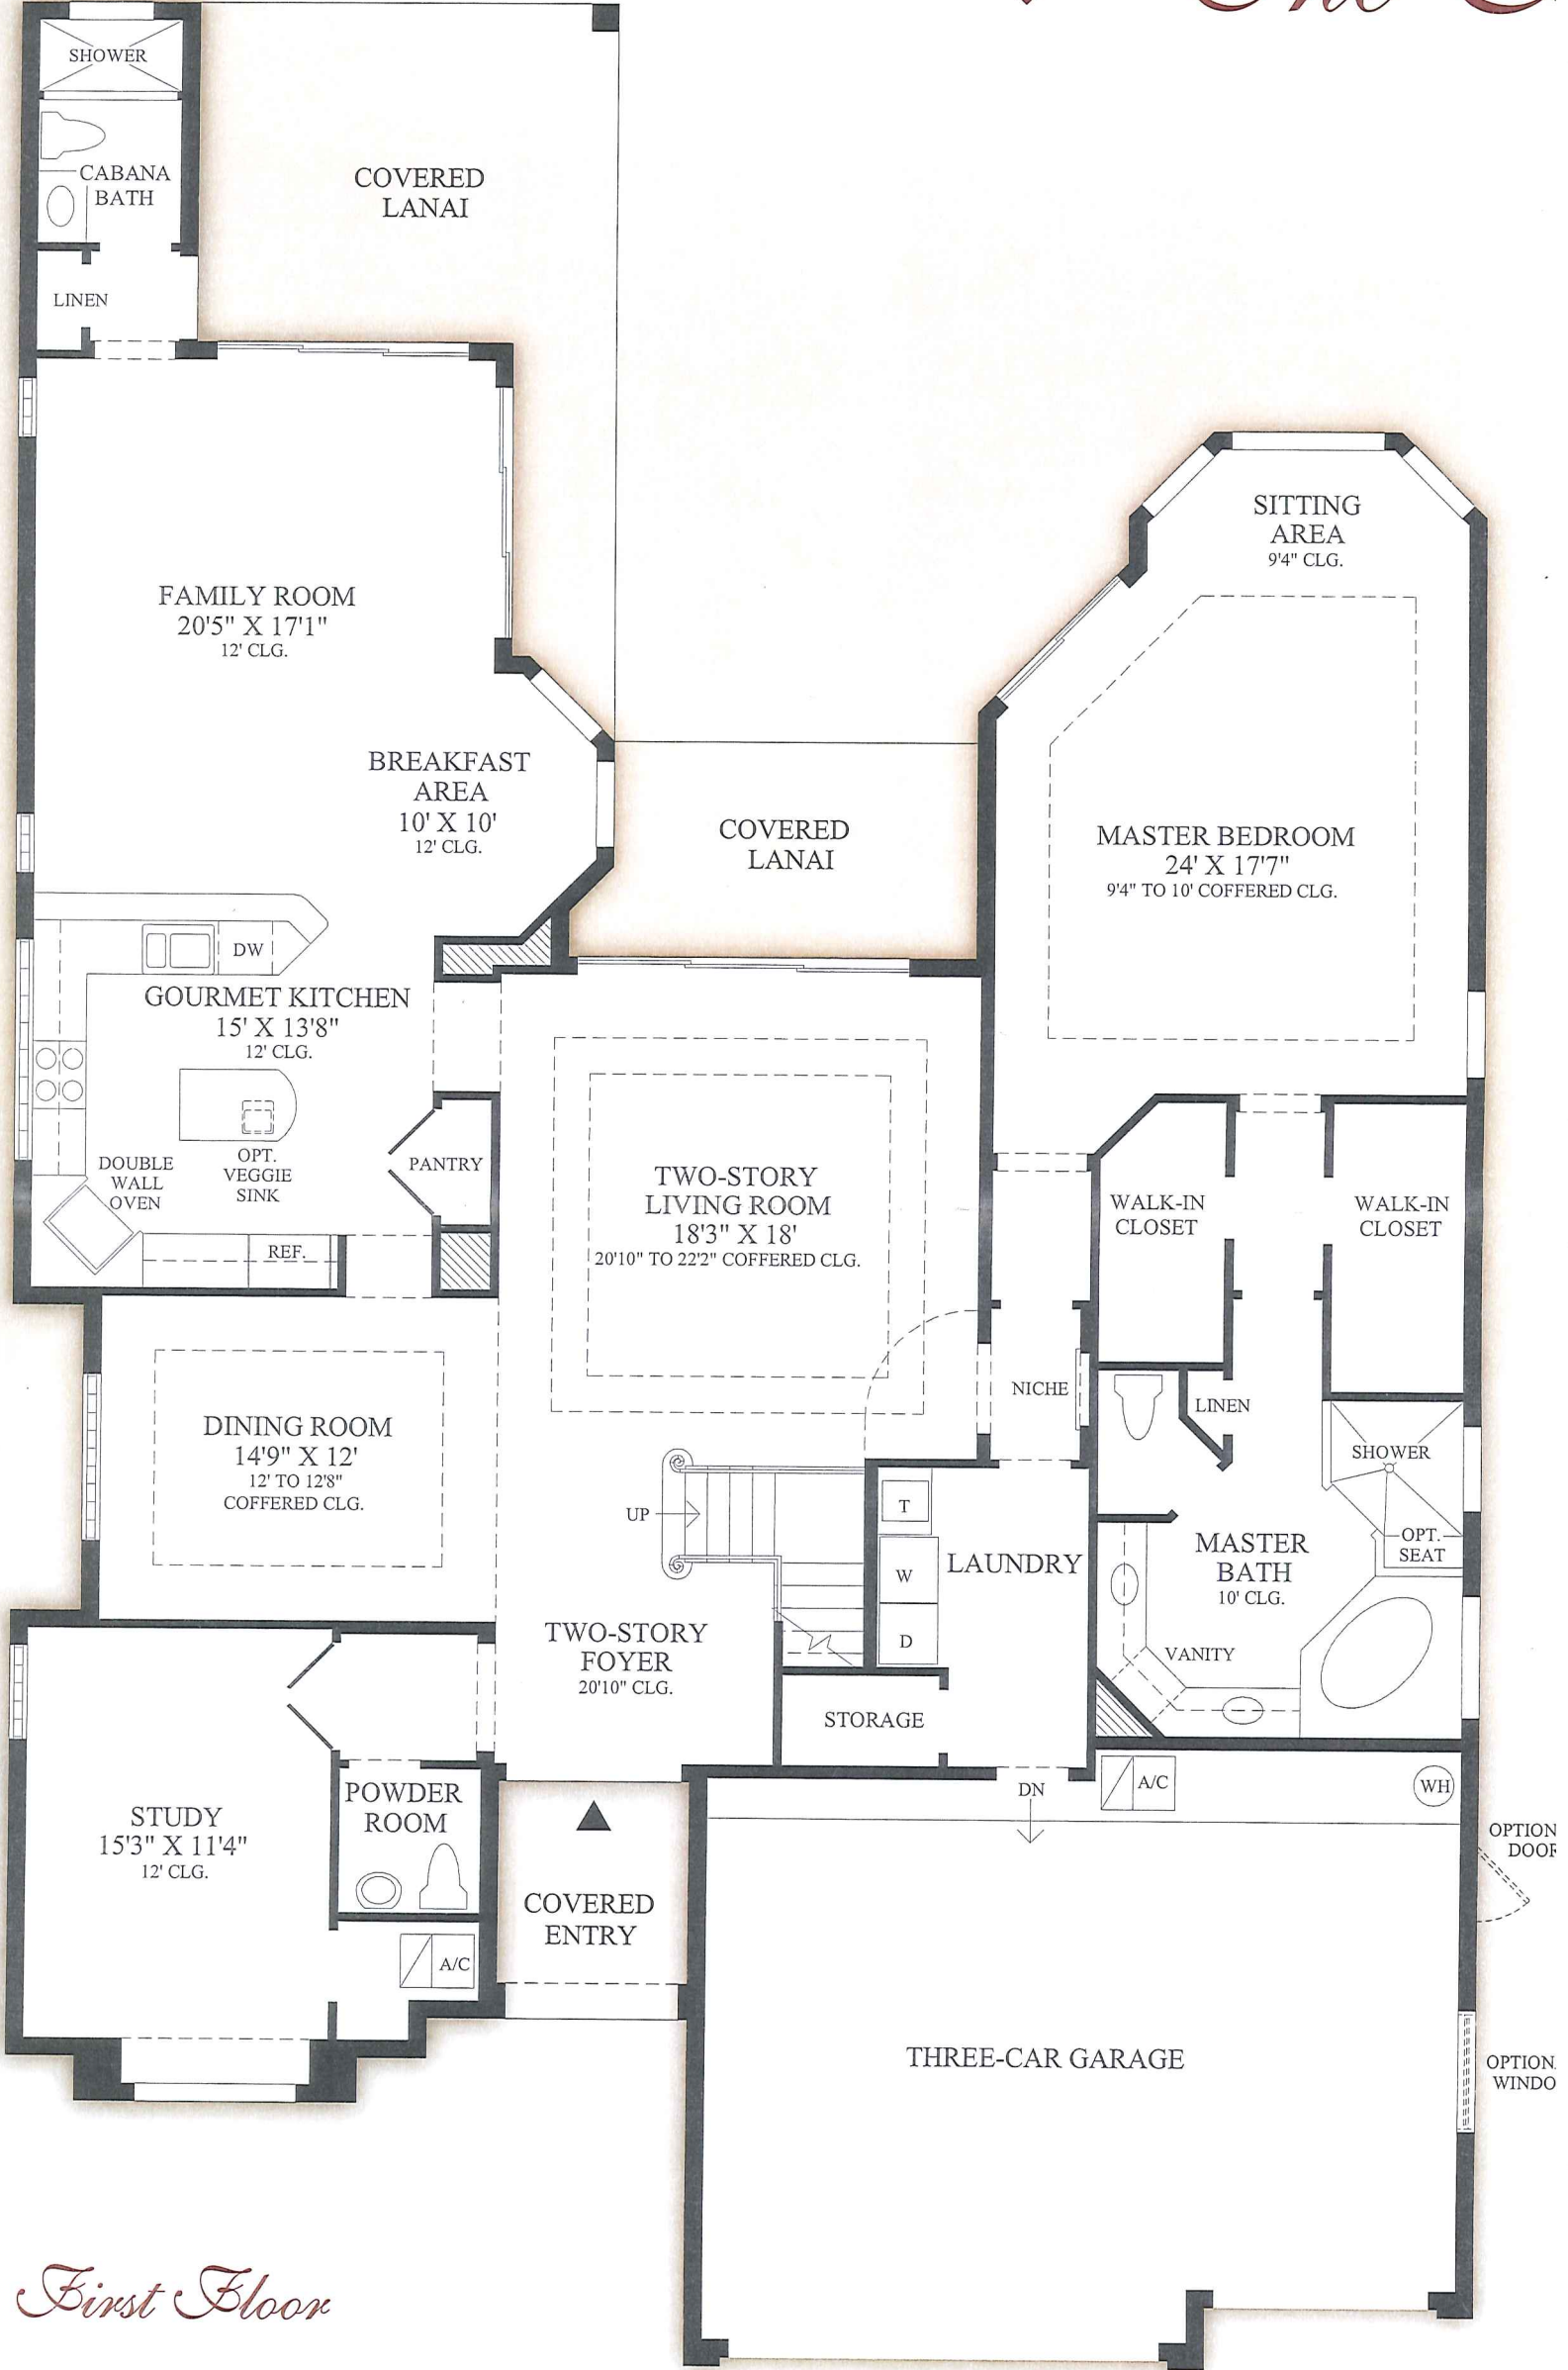 The
SHOWER
CABANA
BATH
LINEN
COVERED
LANAI
FAMILY ROOM
20'5" X 17'1"
12' CLG.
BREAKFAST
AREA
10' X 10'
12' CLG.
COVERED
LANAI
SITTING
AREA
9'4" CLG.
MASTER BEDROOM
24' X 17'7"
9'4" TO 10' COFFERED CLG.
DW
GOURMET KITCHEN
15' X 13'8"
12' CLG.
DOUBLE
WALL
OVEN
OPT.
VEGGIE
SINK
PANTRY
REF.
TWO-STORY
LIVING ROOM
18'3" X 18'
20'10" TO 22'2" COFFERED CLG.
WALK-IN
CLOSET
WALK-IN
CLOSET
NICHE
LINEN
SHOWER
OPT.
SEAT
DINING ROOM
14'9" X 12'
12' TO 12'8"
COFFERED CLG.
UP
T
W
D
LAUNDRY
MASTER
BATH
10' CLG.
VANITY
TWO-STORY
FOYER
20'10" CLG.
STORAGE
DN
A/C
WH
STUDY
15'3" X 11'4"
12' CLG.
POWDER
ROOM
A/C
COVERED
ENTRY
OPTION
DOOR
THREE-CAR GARAGE
OPTION
WINDO
First Floor